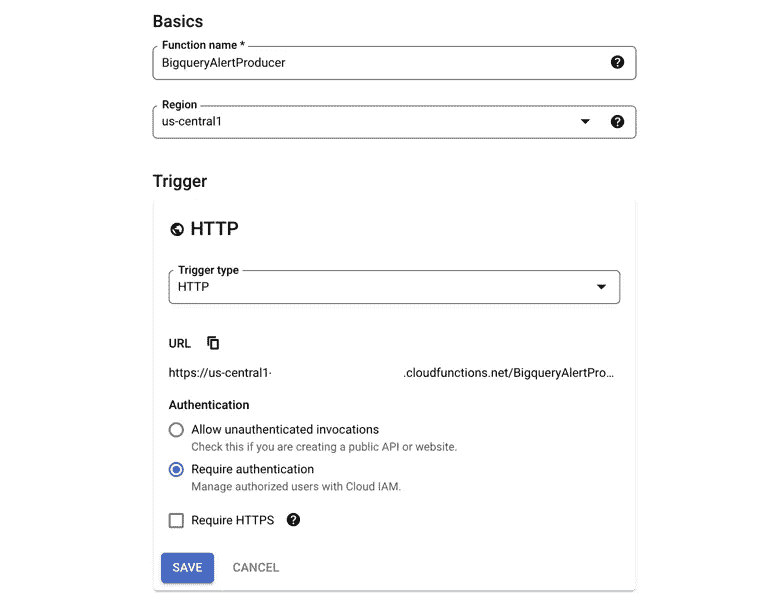 Basics
Function name *
BigqueryAlertProducer
Region
us-central1
Trigger
HTTP
Trigger type
HTTP
URL
https://us-central1- .cloudfunctions.net/BigqueryAlertPro...
Authentication
Allow unauthenticated invocations
Check this if you are creating a public API or website.
Require authentication
Manage authorized users with Cloud IAM.
Require HTTPS
SAVE CANCEL